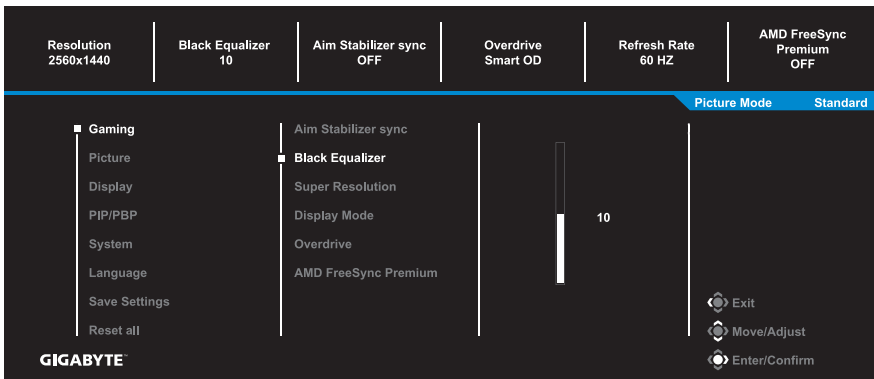 Resolution
2560x1440
Black Equalizer
10
Aim Stabilizer sync
OFF
Overdrive
Smart OD
Refresh Rate
60 HZ
AMD FreeSync
Premium
OFF
Picture Mode Standard
Gaming
Picture
Display
PIP/PBP
System
Language
Save Settings
Reset all
Aim Stabilizer sync
Black Equalizer
Super Resolution
Display Mode
Overdrive
AMD FreeSync Premium
10
Exit
Move/Adjust
Enter/Confirm
GIGABYTE™